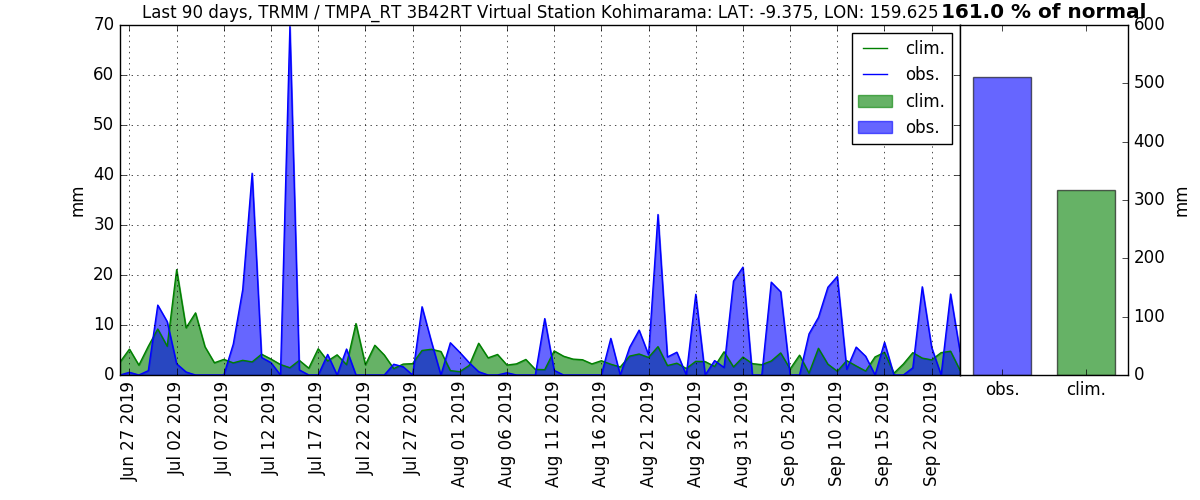 Last 90 days, TRMM / TMPA_RT 3B42RT Virtual Station Kohimarama: LAT: -9.375, LON: 159.625
161.0 % of normal
70
60
50
40
30
20
10
0
mm
clim.
obs.
clim.
obs.
600
500
400
300
200
100
0
mm
Jun 27 2019
Jul 02 2019
Jul 07 2019
Jul 12 2019
Jul 17 2019
Jul 22 2019
Jul 27 2019
Aug 01 2019
Aug 06 2019
Aug 11 2019
Aug 16 2019
Aug 21 2019
Aug 26 2019
Aug 31 2019
Sep 05 2019
Sep 10 2019
Sep 15 2019
Sep 20 2019
obs.
clim.